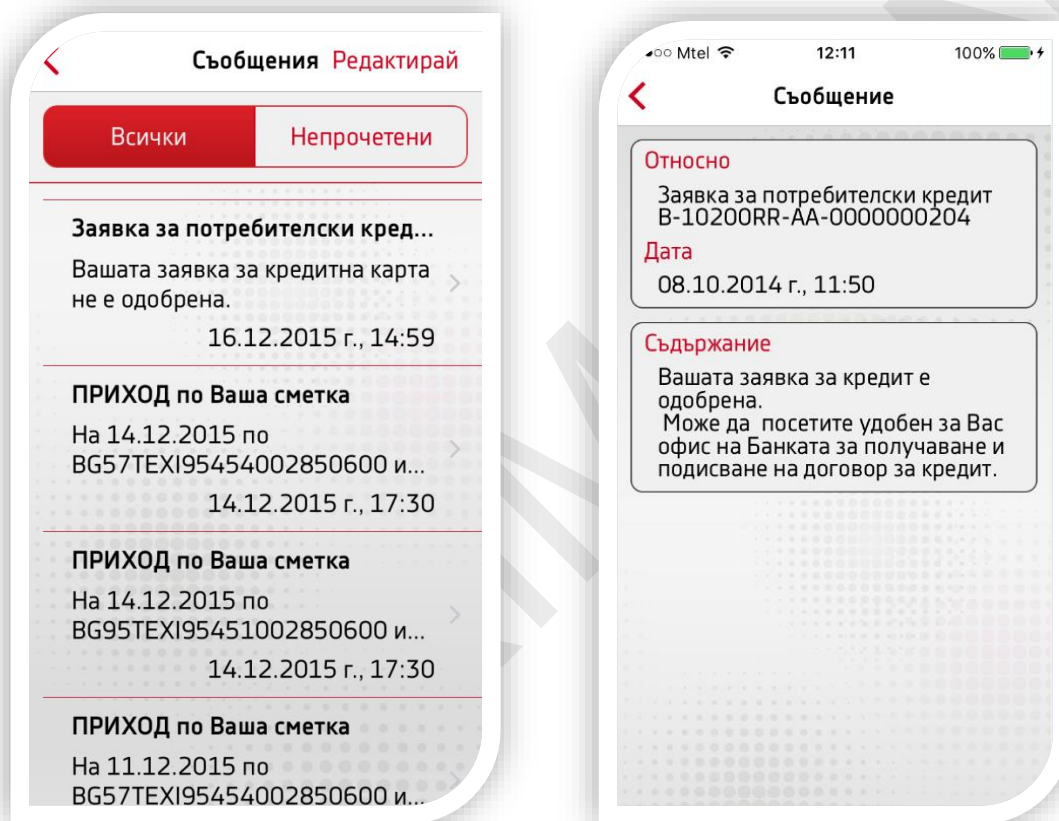 Съобщения Редактирай
Всички Непрочетени
Заявка за потребителски кред...
Вашата заявка за кредитна карта
не е одобрена.
16.12.2015 г., 14:59
ПРИХОД по Ваша сметка
На 14.12.2015 по
BG57TEXI95454002850600 и...
14.12.2015 г., 17:30
ПРИХОД по Ваша сметка
На 14.12.2015 по
BG95TEXI95451002850600 и...
14.12.2015 г., 17:30
ПРИХОД по Ваша сметка
На 11.12.2015 по
BG57TEXI95454002850600 и...
Mtel 12:11 100%
Съобщение
Относно
Заявка за потребителски кредит
B-10200RR-AA-0000000204
Дата
08.10.2014 г., 11:50
Съдържание
Вашата заявка за кредит е
одобрена.
Може да посетите удобен за Вас
офис на Банката за получаване и
подисване на договор за кредит.